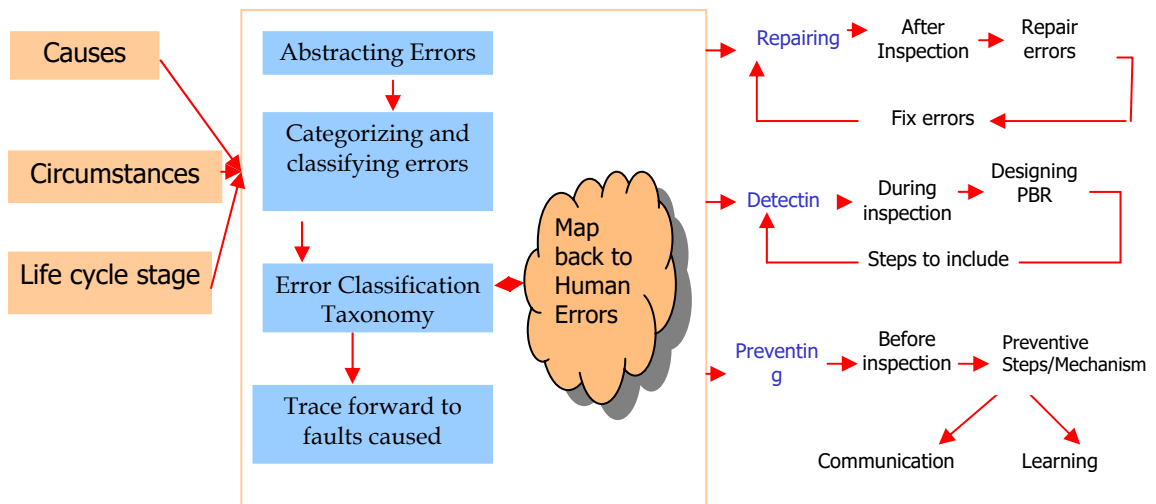 Causes
Circumstances
Life cycle stage
Abstracting Errors
Categorizing and
classifying errors
Error Classification
Taxonomy
Trace forward to
faults caused
Map
back to
Human
Errors
Repairing
After
Inspection
Repair
errors
Fix errors
Detectin
During
inspection
Designing
PBR
Steps to include
Preventin
g
Before
inspection
Preventive
Steps/Mechanism
Communication
Learning